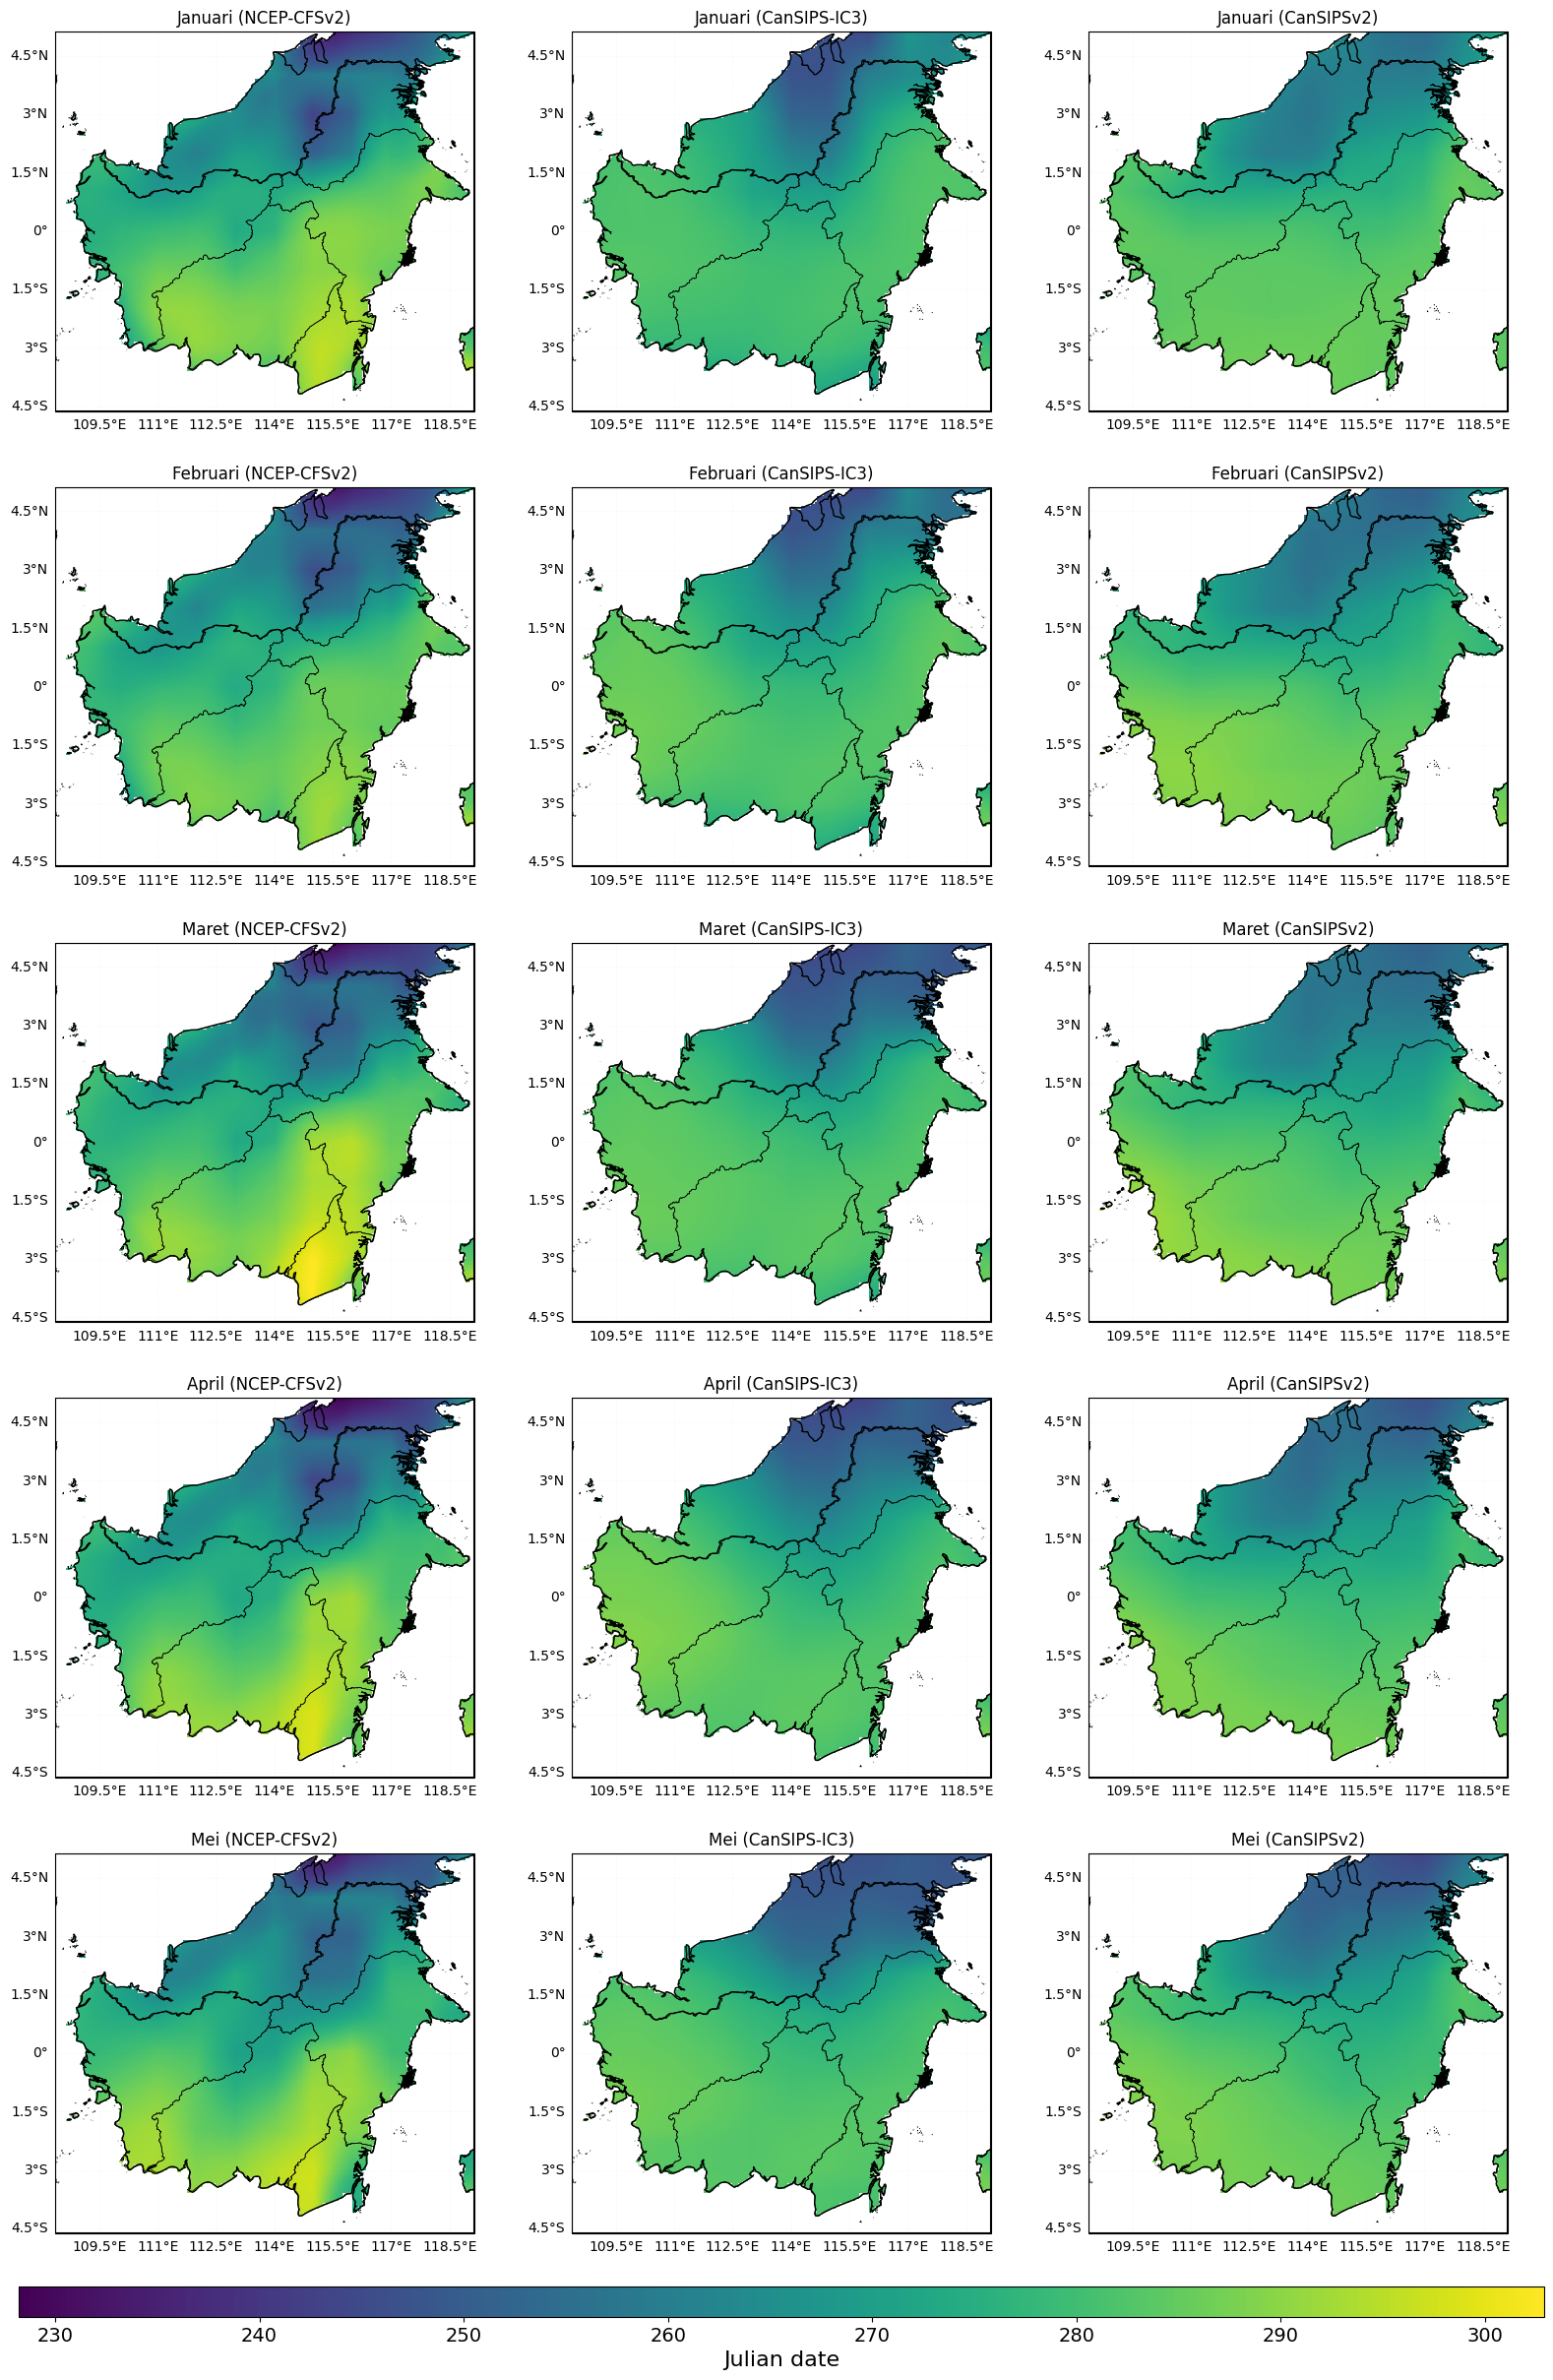 Januari (NCEP-CFSv2) Januari (CanSIPS-IC3) Januari (CanSIPSv2)
4.5°N 4.5°N 4.5°N
3°N 3°N 3°N
1.5°N 1.5°N 1.5°N
0° 0° 0°
1.5°S 1.5°S 1.5°S
3°S 3°S 3°S
4.5°S 4.5°S 4.5°S
109.5°E 111°E 112.5°E 114°E 115.5°E 117°E 118.5°E 109.5°E 111°E 112.5°E 114°E 115.5°E 117°E 118.5°E 109.5°E 111°E 112.5°E 114°E 115.5°E 117°E 118.5°E
Februari (NCEP-CFSv2) Februari (CanSIPS-IC3) Februari (CanSIPSv2)
4.5°N 4.5°N 4.5°N
3°N 3°N 3°N
1.5°N 1.5°N 1.5°N
0° 0° 0°
1.5°S 1.5°S 1.5°S
3°S 3°S 3°S
4.5°S 4.5°S 4.5°S
109.5°E 111°E 112.5°E 114°E 115.5°E 117°E 118.5°E 109.5°E 111°E 112.5°E 114°E 115.5°E 117°E 118.5°E 109.5°E 111°E 112.5°E 114°E 115.5°E 117°E 118.5°E
Maret (NCEP-CFSv2) Maret (CanSIPS-IC3) Maret (CanSIPSv2)
4.5°N 4.5°N 4.5°N
3°N 3°N 3°N
1.5°N 1.5°N 1.5°N
0° 0° 0°
1.5°S 1.5°S 1.5°S
3°S 3°S 3°S
4.5°S 4.5°S 4.5°S
109.5°E 111°E 112.5°E 114°E 115.5°E 117°E 118.5°E 109.5°E 111°E 112.5°E 114°E 115.5°E 117°E 118.5°E 109.5°E 111°E 112.5°E 114°E 115.5°E 117°E 118.5°E
April (NCEP-CFSv2) April (CanSIPS-IC3) April (CanSIPSv2)
4.5°N 4.5°N 4.5°N
3°N 3°N 3°N
1.5°N 1.5°N 1.5°N
0° 0° 0°
1.5°S 1.5°S 1.5°S
3°S 3°S 3°S
4.5°S 4.5°S 4.5°S
109.5°E 111°E 112.5°E 114°E 115.5°E 117°E 118.5°E 109.5°E 111°E 112.5°E 114°E 115.5°E 117°E 118.5°E 109.5°E 111°E 112.5°E 114°E 115.5°E 117°E 118.5°E
Mei (NCEP-CFSv2) Mei (CanSIPS-IC3) Mei (CanSIPSv2)
4.5°N 4.5°N 4.5°N
3°N 3°N 3°N
1.5°N 1.5°N 1.5°N
0° 0° 0°
1.5°S 1.5°S 1.5°S
3°S 3°S 3°S
4.5°S 4.5°S 4.5°S
109.5°E 111°E 112.5°E 114°E 115.5°E 117°E 118.5°E 109.5°E 111°E 112.5°E 114°E 115.5°E 117°E 118.5°E 109.5°E 111°E 112.5°E 114°E 115.5°E 117°E 118.5°E
230 240 250 260 270 280 290 300
Julian date